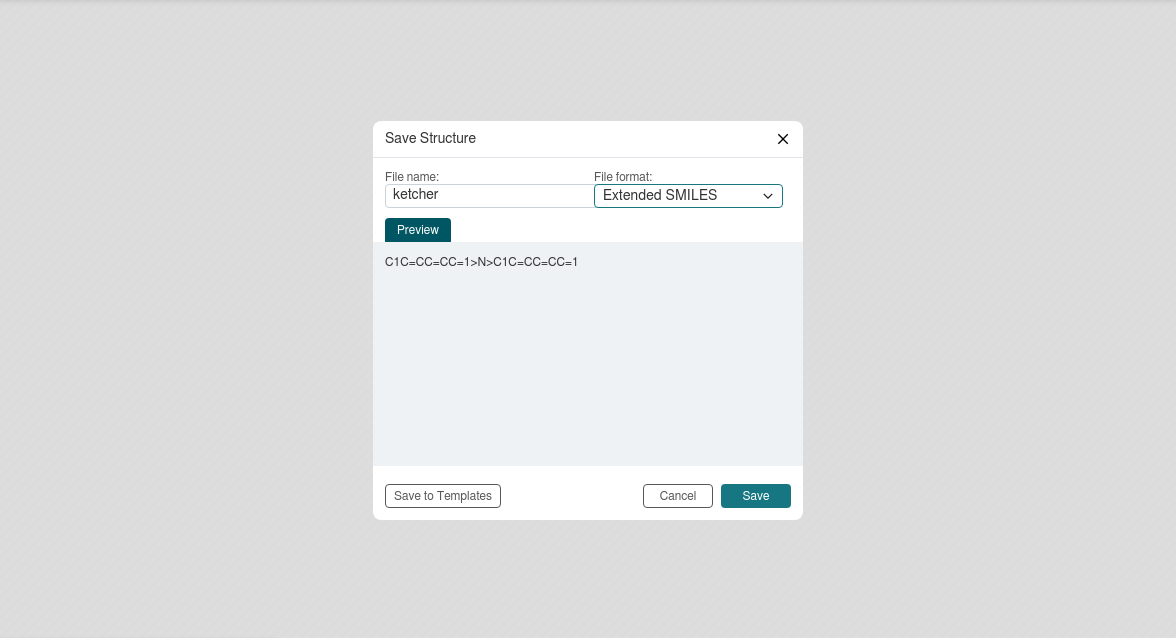 Save Structure
File name:
File format:
ketcher
Extended SMILES
Preview
C1C=CC=CC=1>N>C1C=CC=CC=1
Save to Templates
Cancel
Save